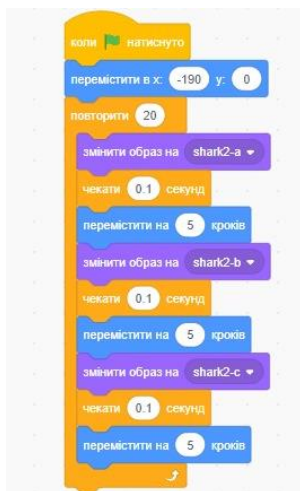 коли натиснуто
перемістити в x: -190 y: 0
повторити 20
змінити образ на shark2-a
чекати 0.1 секунд
перемістити на 5 кроків
змінити образ на shark2-b
чекати 0.1 секунд
перемістити на 5 кроків
змінити образ на shark2-c
чекати 0.1 секунд
перемістити на 5 кроків